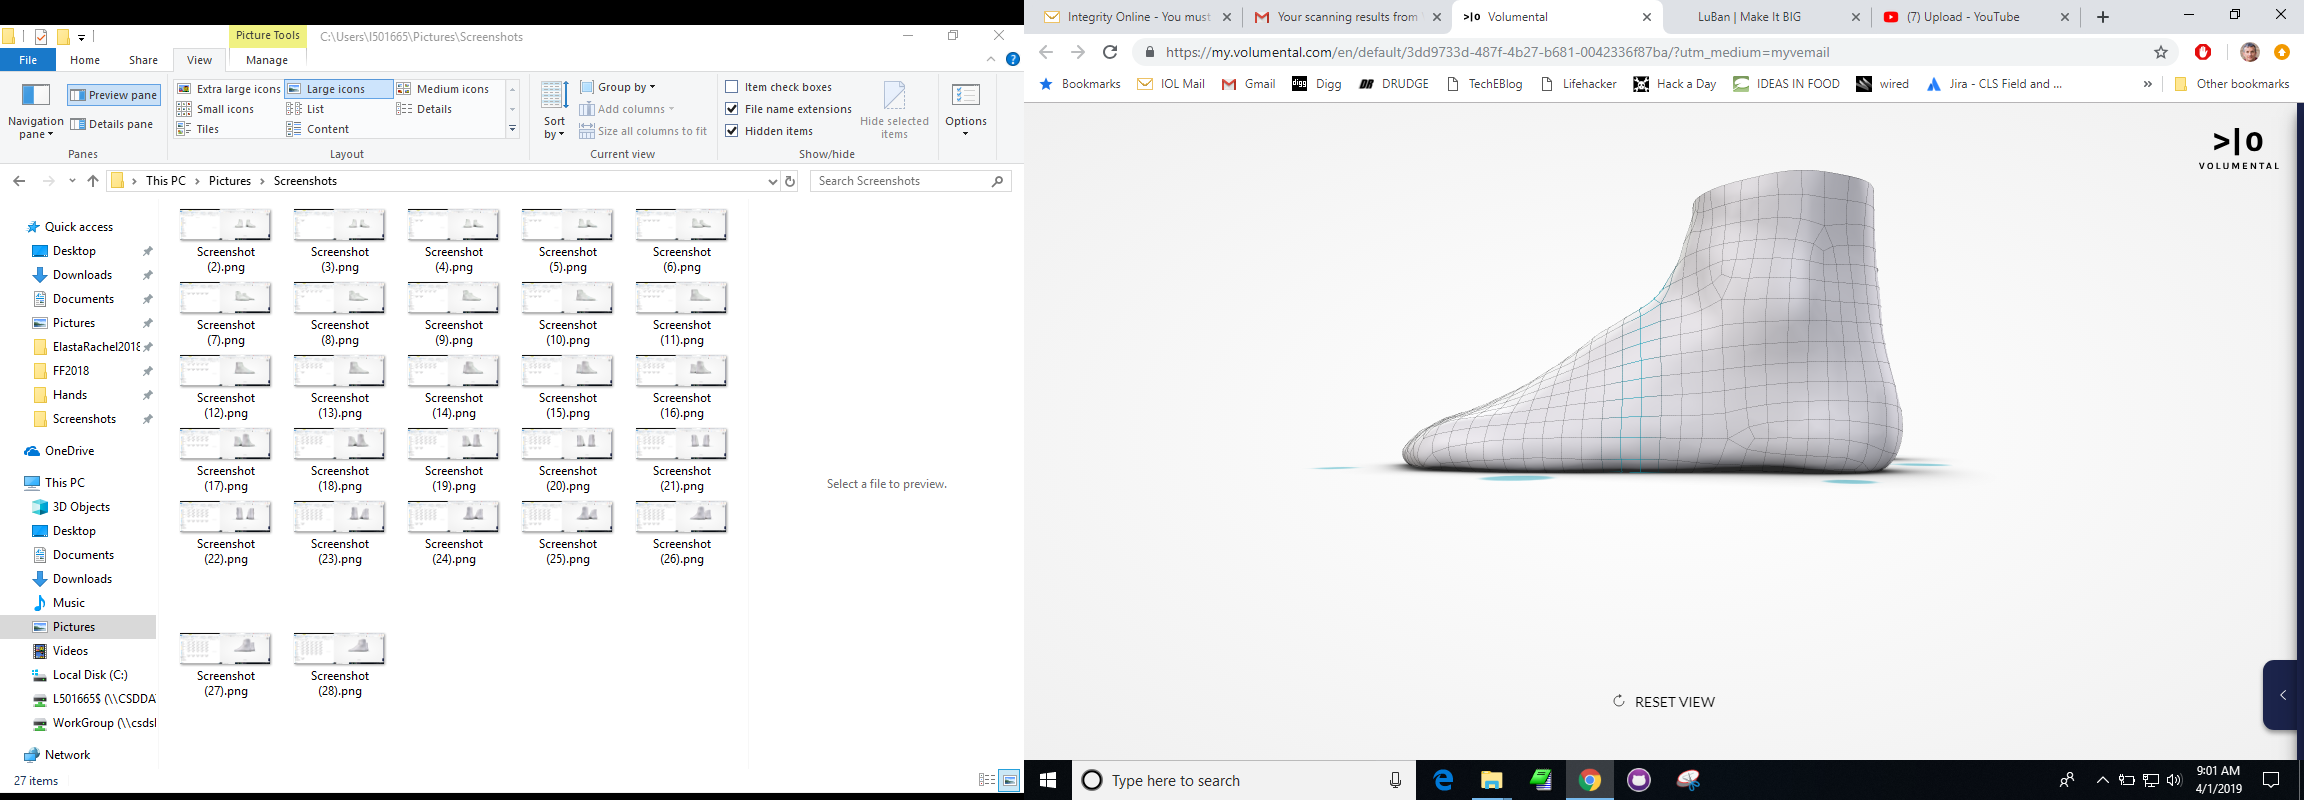 Picture Tools
C:\Users\I501665\Pictures\Screenshots
File Home Share View Manage
Preview pane
Details pane
Navigation pane
Panes
Extra large icons Large icons Medium icons
Small icons List Details
Tiles Content
Layout
Sort by
Group by
Add columns
Size all columns to fit
Current view
Item check boxes
File name extensions
Hidden items
Hide selected items
Show/hide
Options
This PC > Pictures > Screenshots
Search Screenshots
Quick access
Desktop
Downloads
Documents
Pictures
ElastaRachel2018
FF2018
Hands
Screenshots
OneDrive
This PC
3D Objects
Desktop
Documents
Downloads
Music
Pictures
Videos
Local Disk (C:)
L501665$ (\\CSDDA
WorkGroup (\\csds
Network
Screenshot (2).png
Screenshot (3).png
Screenshot (4).png
Screenshot (5).png
Screenshot (6).png
Screenshot (7).png
Screenshot (8).png
Screenshot (9).png
Screenshot (10).png
Screenshot (11).png
Screenshot (12).png
Screenshot (13).png
Screenshot (14).png
Screenshot (15).png
Screenshot (16).png
Screenshot (17).png
Screenshot (18).png
Screenshot (19).png
Screenshot (20).png
Screenshot (21).png
Screenshot (22).png
Screenshot (23).png
Screenshot (24).png
Screenshot (25).png
Screenshot (26).png
Screenshot (27).png
Screenshot (28).png
Select a file to preview.
27 items
Integrity Online - You must
Your scanning results from
>|o Volumental
LuBan | Make It BIG
(7) Upload - YouTube
https://my.volumental.com/en/default/3dd9733d-487f-4b27-b681-0042336f87ba/?utm_medium=myvemail
Bookmarks IOL Mail Gmail digg Digg DR DRUDGE TechEBlog Lifehacker Hack a Day IDEAS IN FOOD wired Jira - CLS Field and ... » Other bookmarks
>|o
VOLUMENTAL
RESET VIEW
Type here to search
9:01 AM
4/1/2019